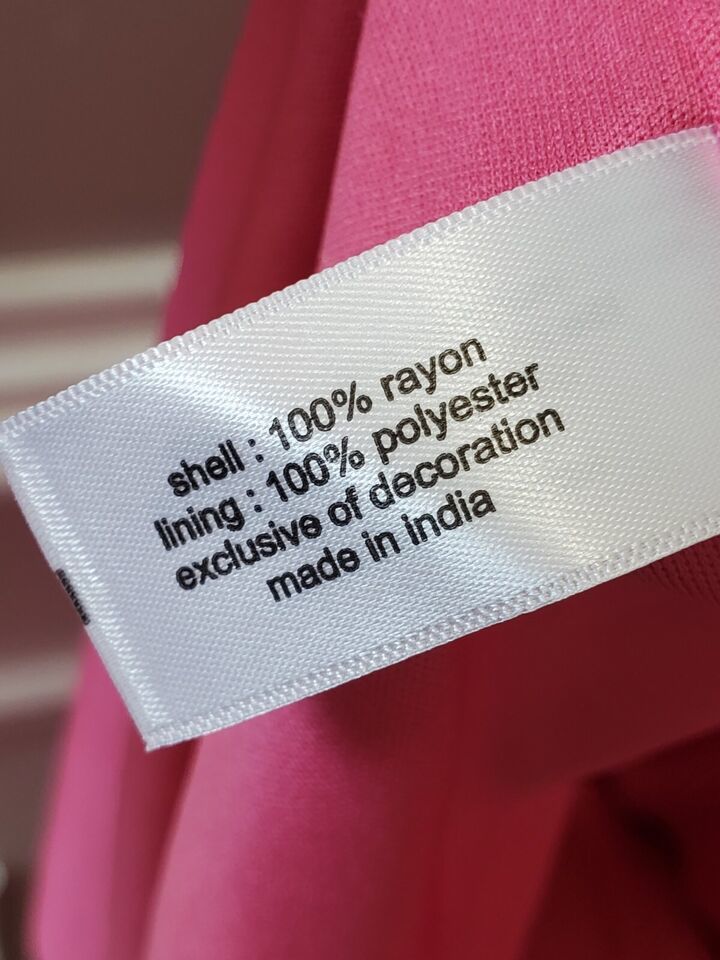 shell : 100% rayon
lining : 100% polyester
exclusive of decoration
made in india